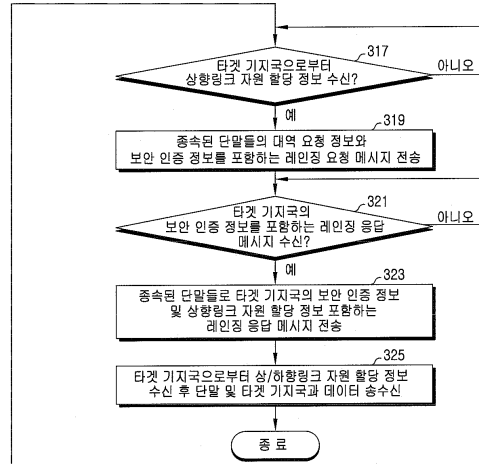 317
타겟 기지국으로부터
상향링크 자원 할당 정보 수신?
아니오
예
319
종속된 단말들의 대역 요청 정보와
보안 인증 정보를 포함하는 레인징 요청 메시지 전송
321
타겟 기지국의
보안 인증 정보를 포함하는 레인징 응답
메시지 수신?
아니오
예
323
종속된 단말들로 타겟 기지국의 보안 인증 정보
및 상향링크 자원 할당 정보 포함하는
레인징 응답 메시지 전송
325
타겟 기지국으로부터 상/하향링크 자원 할당 정보
수신 후 단말 및 타겟 기지국과 데이터 송수신
종료